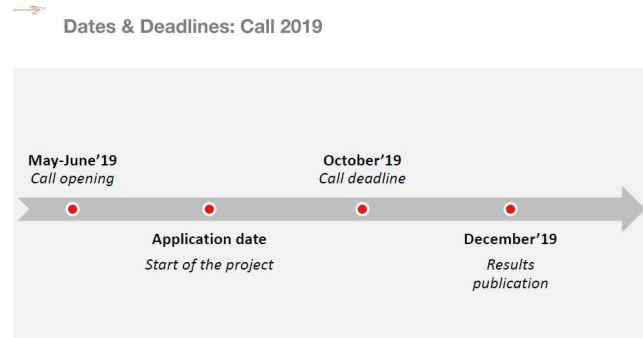 Dates & Deadlines: Call 2019
May-June'19
Call opening
October'19
Call deadline
Application date
Start of the project
December'19
Results
publication